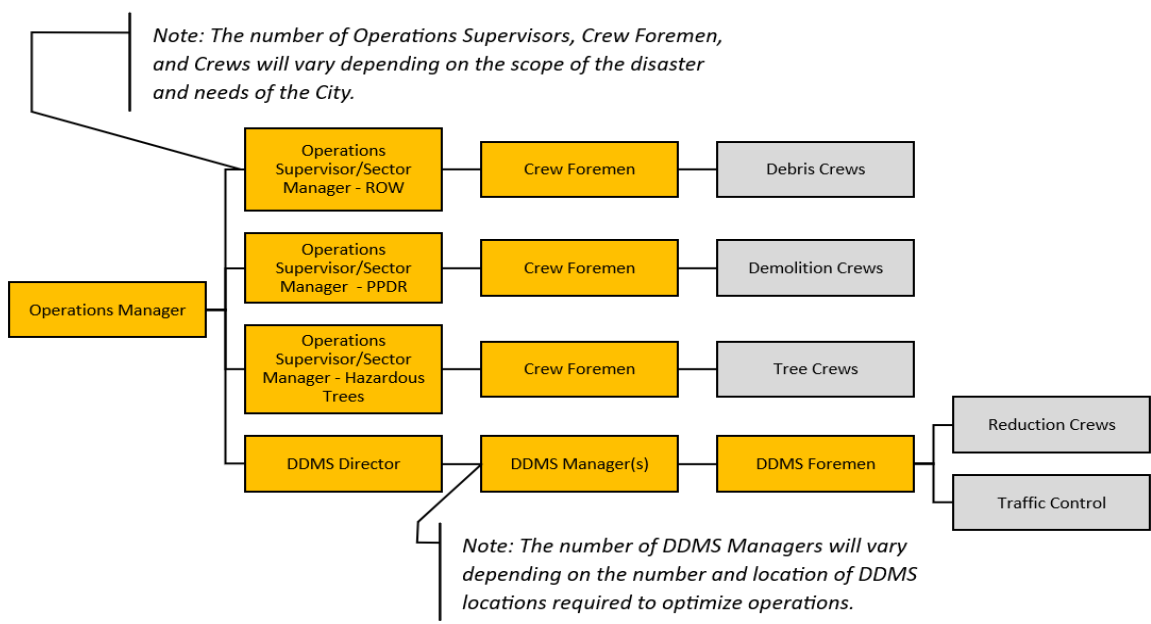 Note: The number of Operations Supervisors, Crew Foremen,
and Crews will vary depending on the scope of the disaster
and needs of the City.
Operations
Supervisor/Sector
Manager - ROW
Crew Foremen
Debris Crews
Operations
Supervisor/Sector
Manager - PPDR
Crew Foremen
Demolition Crews
Operations Manager
Operations
Supervisor/Sector
Manager - Hazardous
Trees
Crew Foremen
Tree Crews
DDMS Director
DDMS Manager(s)
DDMS Foremen
Reduction Crews
Traffic Control
Note: The number of DDMS Managers will vary
depending on the number and location of DDMS
locations required to optimize operations.